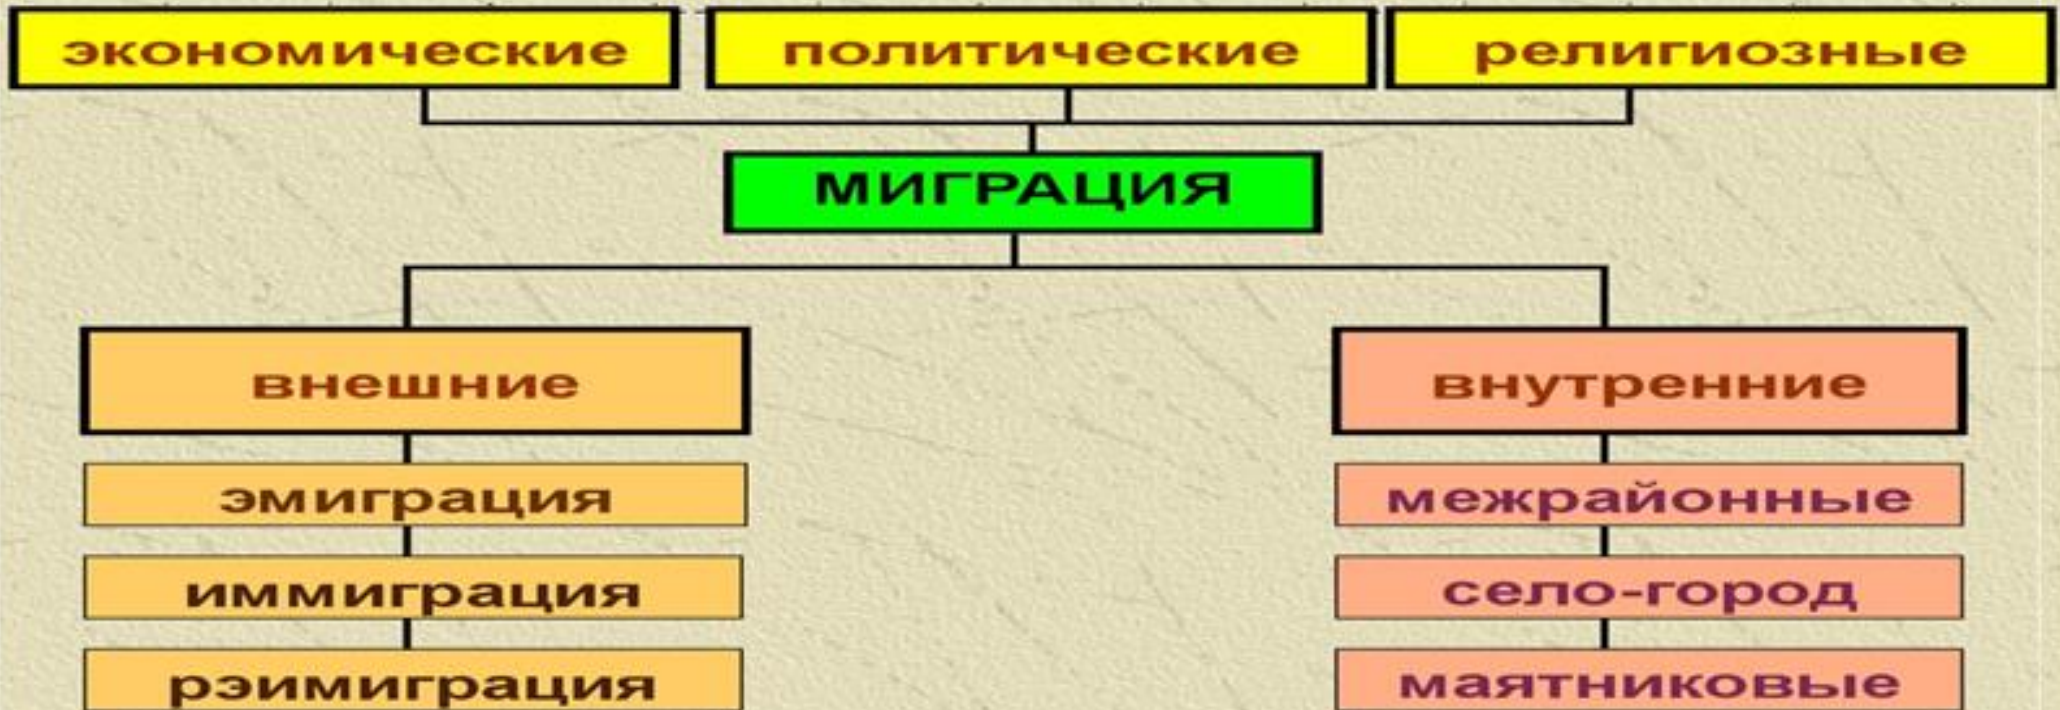 экономические политические религиозные
МИГРАЦИЯ
внешние внутренние
эмиграция межрайонные
иммиграция село-город
рэимиграция маятниковые